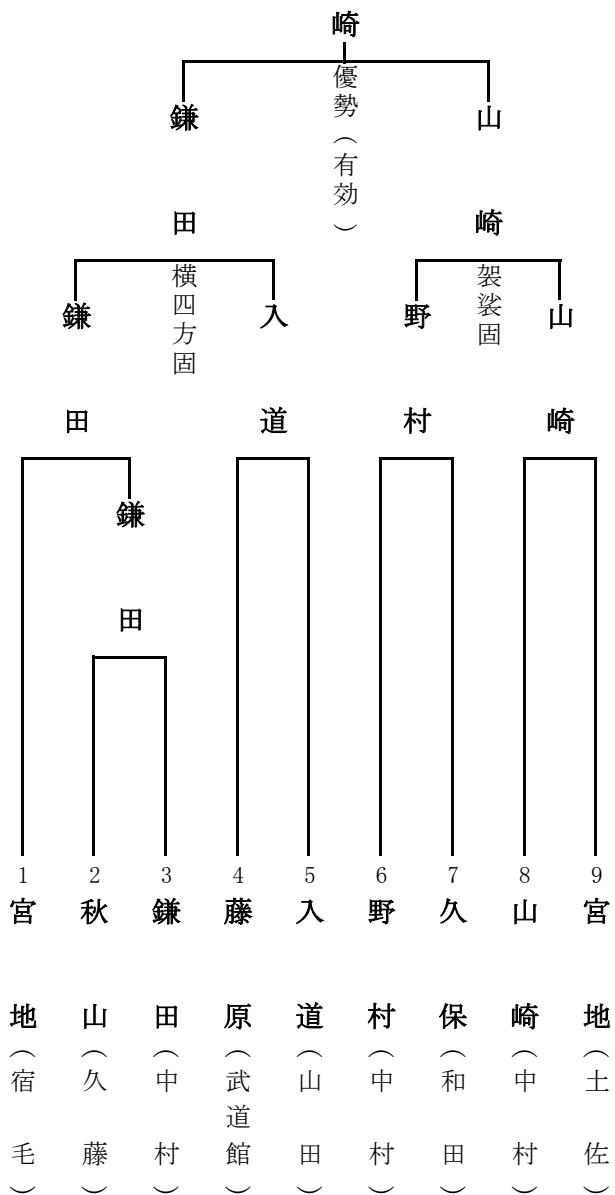 崎
優勢（有効）
鎌田
山崎
横四方固
袈裟固
鎌田
入道
野村
山崎
鎌田
1 宮地（宿毛）
2 秋山（久藤）
3 鎌田（中村）
4 藤原（武道館）
5 入道（山田）
6 野村（中村）
7 久保（和田）
8 山崎（中村）
9 宮地（土佐）